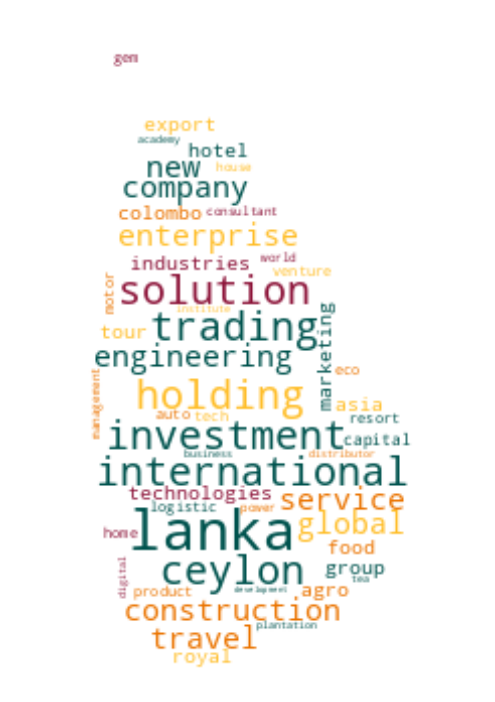 gem
export
academy
hotel
new
house
company
colombo
consultant
enterprise
industries
world
venture
motor
solution
institute
tour
trading
marketing
engineering
eco
management
holding
asia
auto
tech
resort
investment
capital
business
distributor
international
technologies
service
logistic
power
lanka
global
home
food
ceylon
group
tea
digital
product
development
agro
construction
plantation
travel
royal